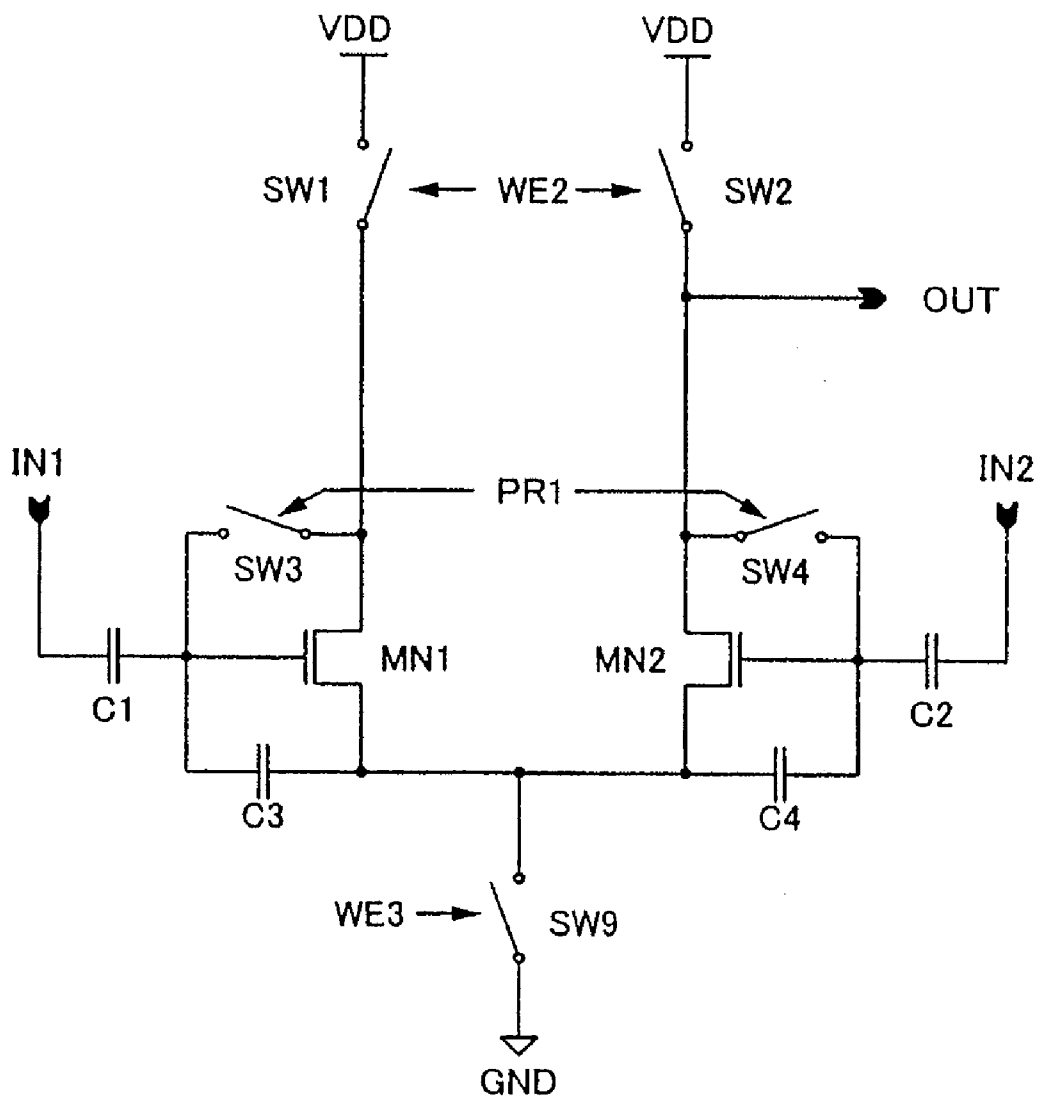 VDD VDD
SW1 WE2 SW2
OUT
IN1 IN2
PR1
SW3 SW4
MN1 MN2
C1 C2
C3 C4
WE3 SW9
GND